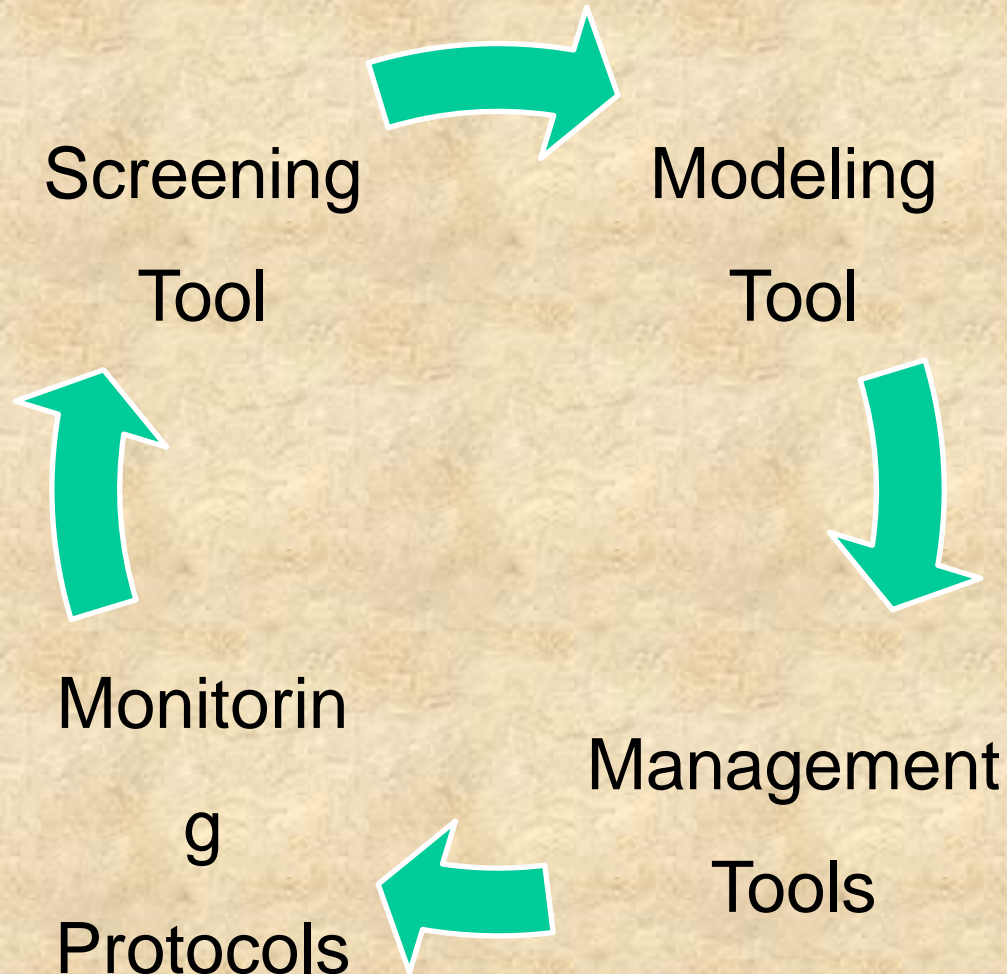 Screening
Tool
Modeling
Tool
Management
Tools
Monitorin
g
Protocols